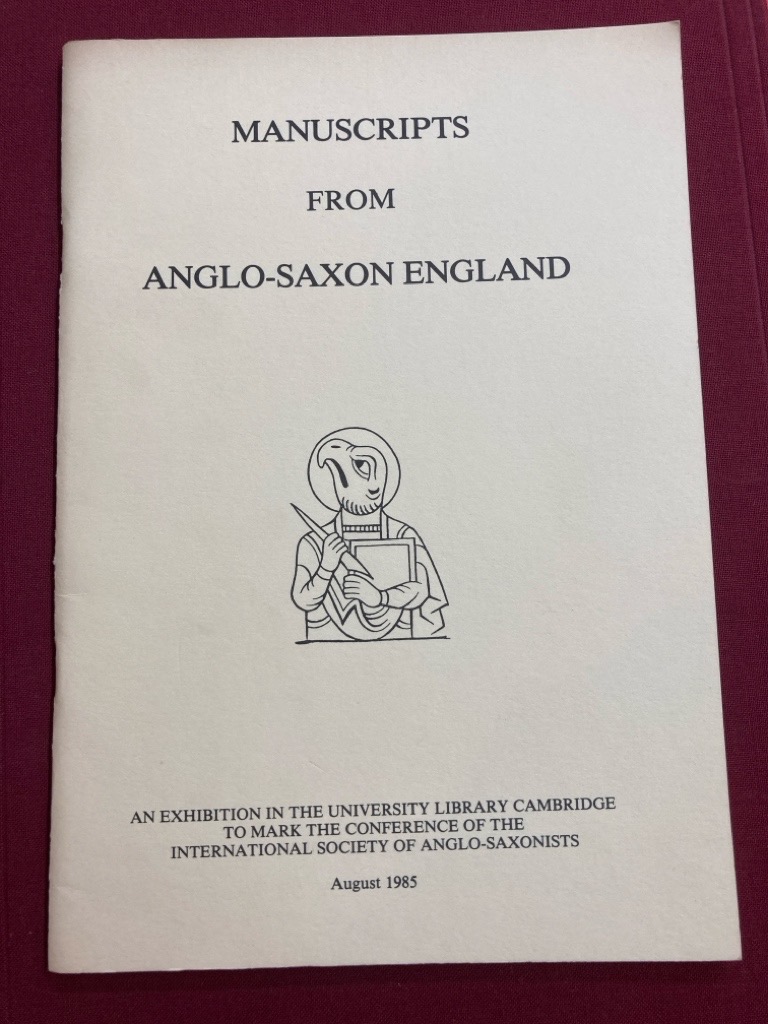 MANUSCRIPTS
FROM
ANGLO-SAXON ENGLAND
AN EXHIBITION IN THE UNIVERSITY LIBRARY CAMBRIDGE
TO MARK THE CONFERENCE OF THE
INTERNATIONAL SOCIETY OF ANGLO-SAXONISTS
August 1985